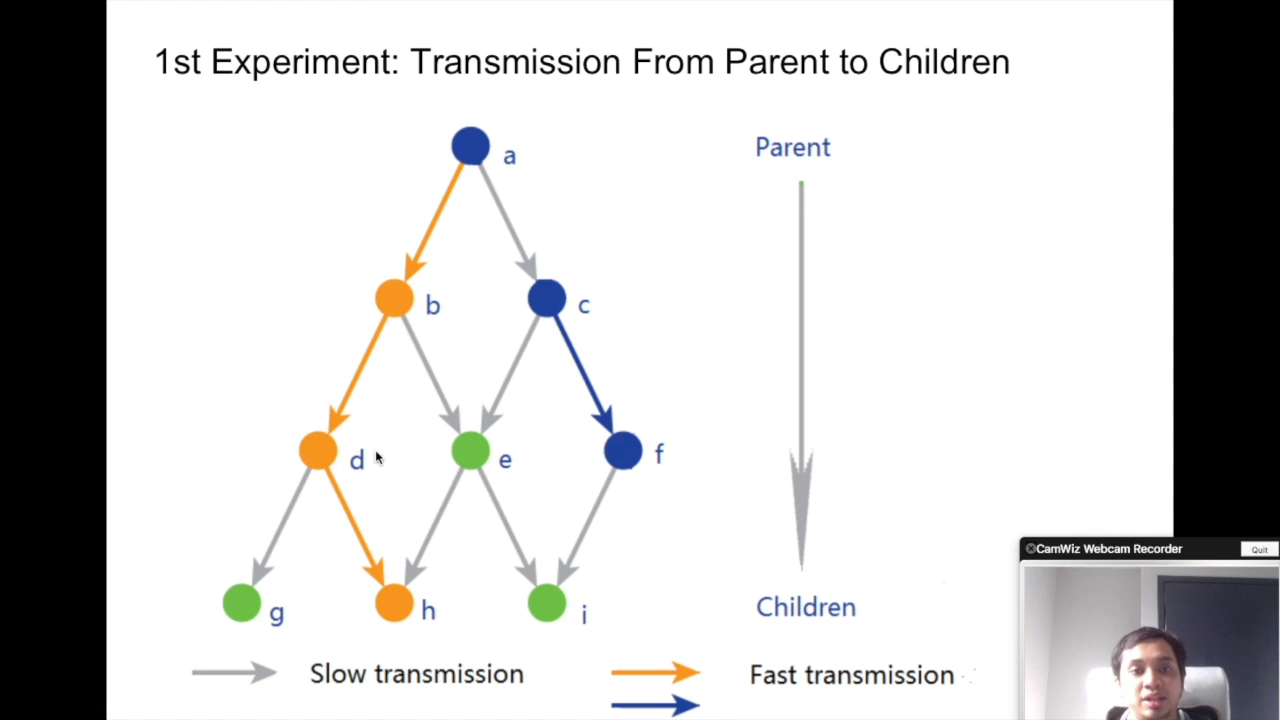 1st Experiment: Transmission From Parent to Children
a
Parent
b
c
d
e
f
g
h
i
Children
Slow transmission
Fast transmission
CamWiz Webcam Recorder
Quit